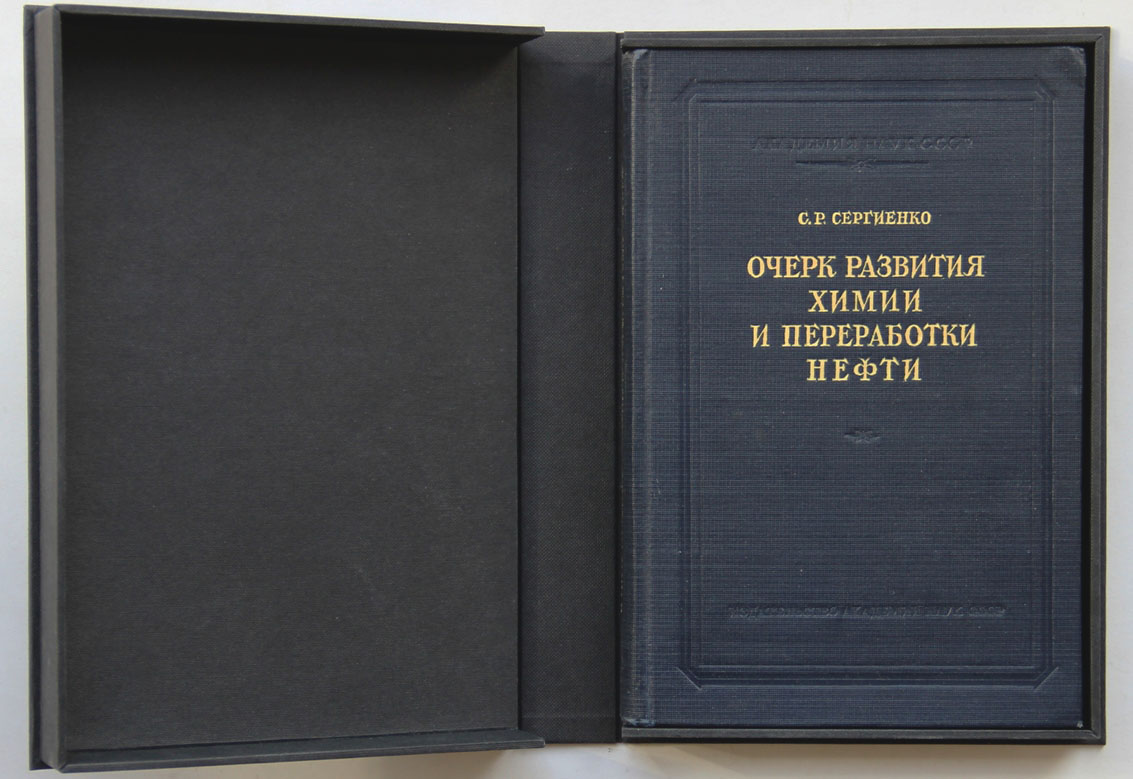 АКАДЕМИЯ НАУК СССР
С. Р. СЕРГИЕНКО
ОЧЕРК РАЗВИТИЯ
ХИМИИ
И ПЕРЕРАБОТКИ
НЕФТИ
ИЗДАТЕЛЬСТВО АКАДЕМИИ НАУК СССР